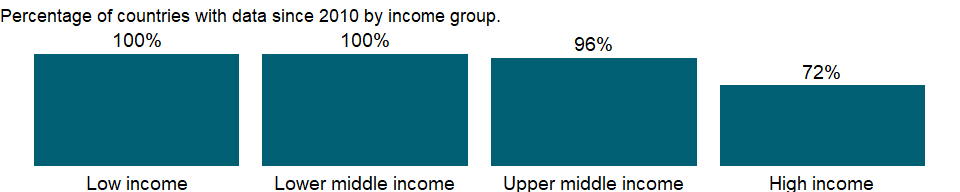 Percentage of countries with data since 2010 by income group.
100%
100%
96%
72%
Low income
Lower middle income
Upper middle income
High income